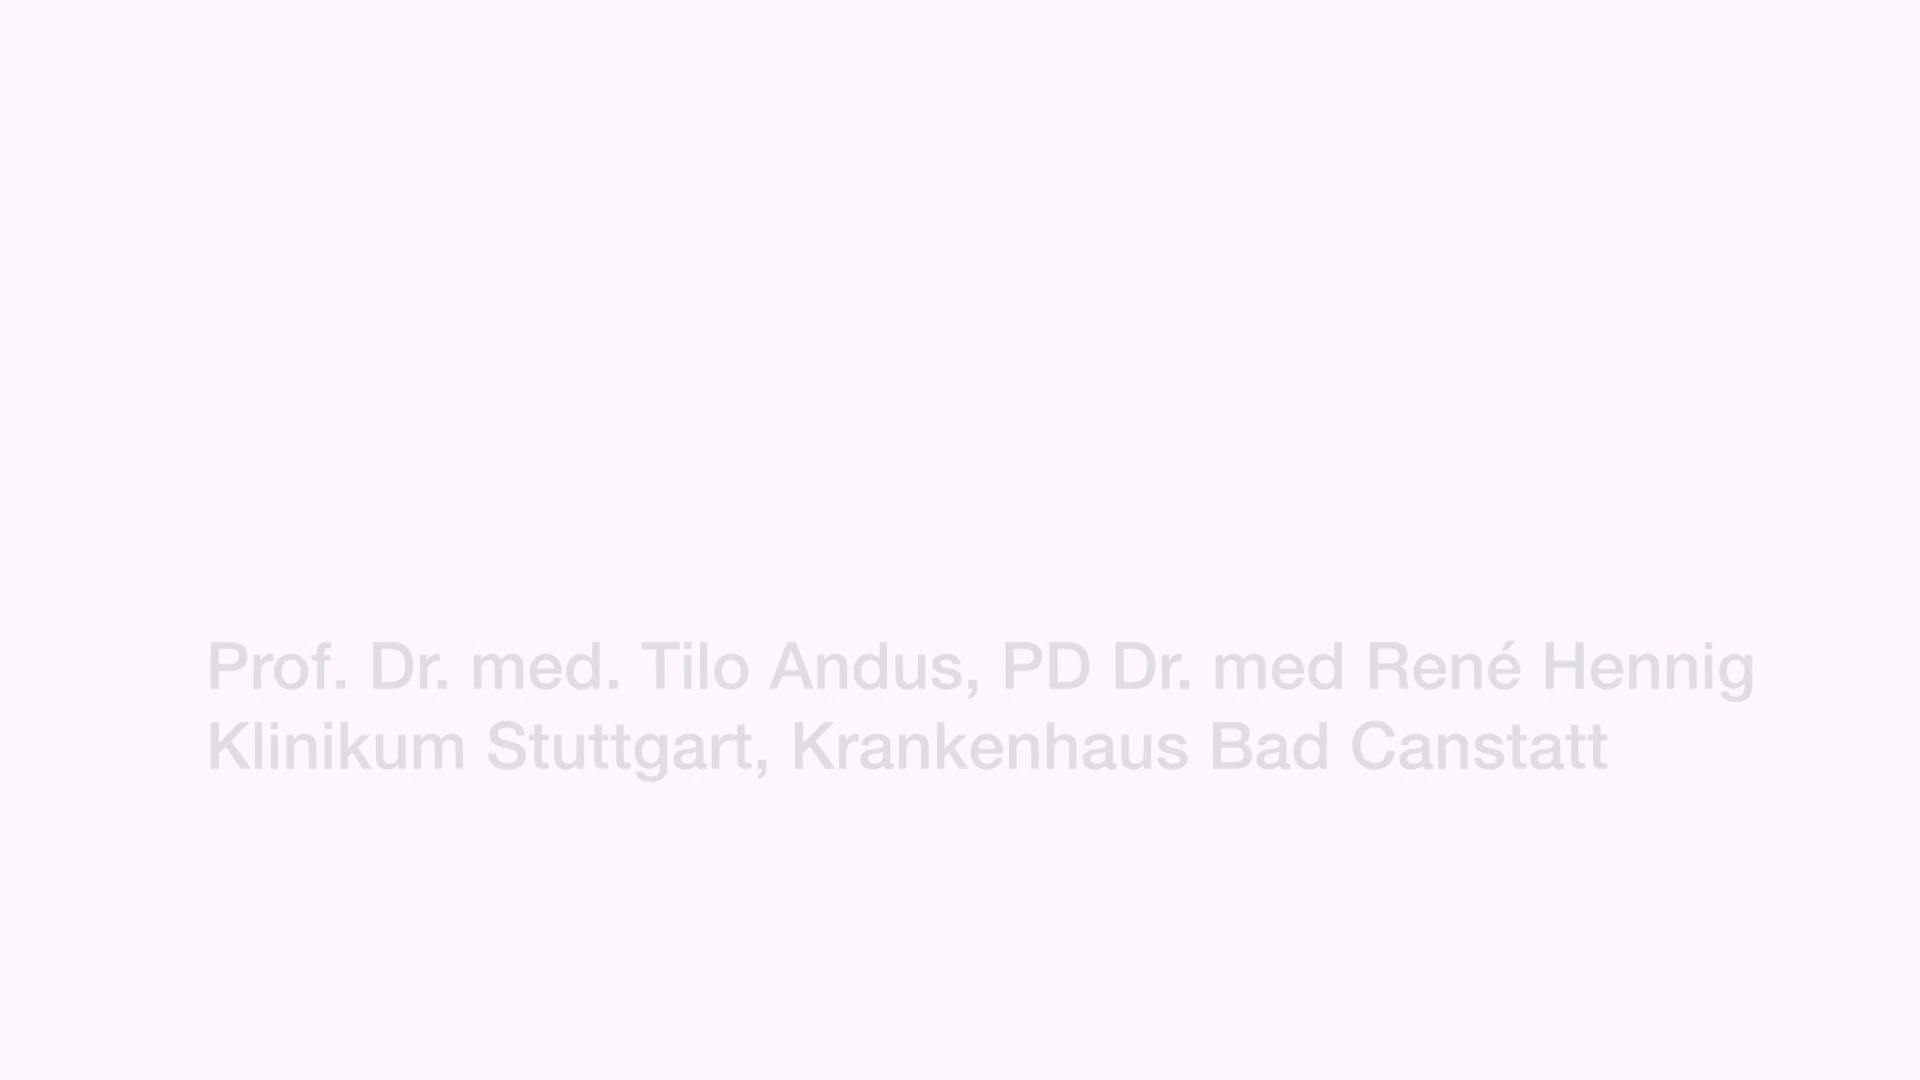 Prof. Dr. med. Tilo Andus, PD Dr. med René Hennig
Klinikum Stuttgart, Krankenhaus Bad Canstatt